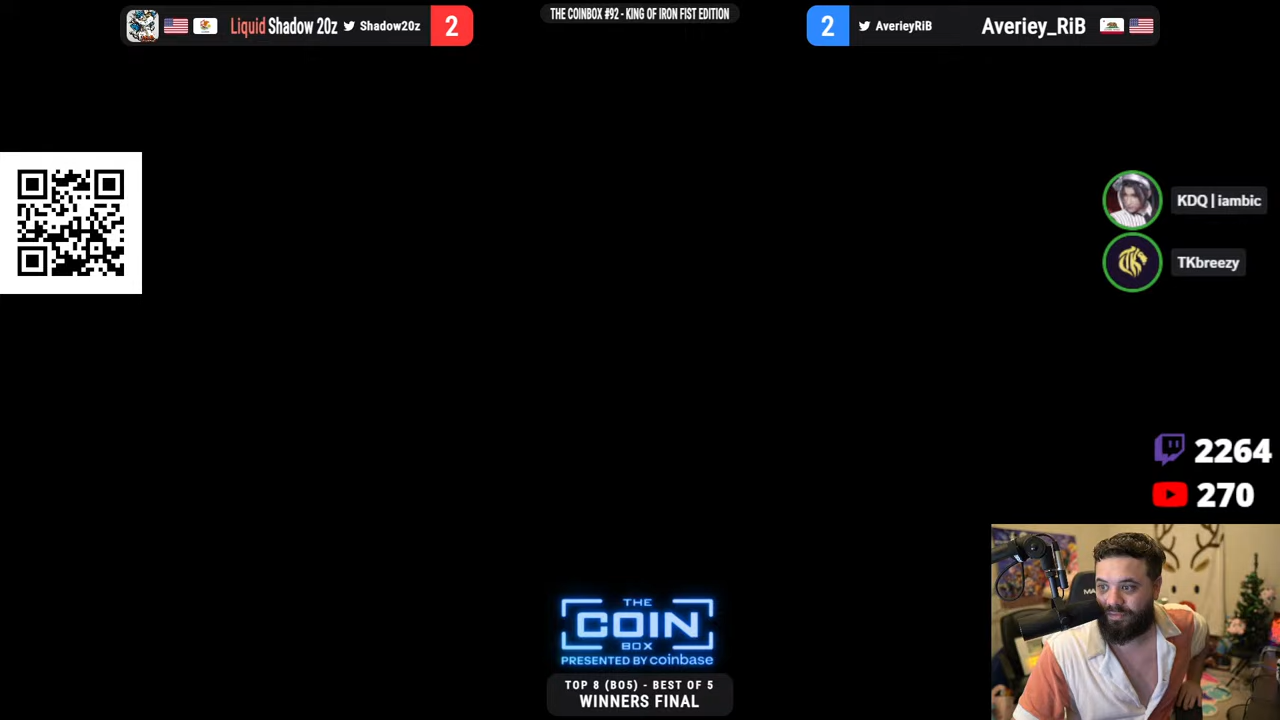 Liquid Shadow 20z Shadow20z 2
THE COINBOX #92 - KING OF IRON FIST EDITION
2 AverieyRiB Averiey_RiB
KDQ | iambic
TK
TKbreezy
2264
270
THE
COIN
BOX
PRESENTED BY coinbase
TOP 8 (BO5) - BEST OF 5
WINNERS FINAL